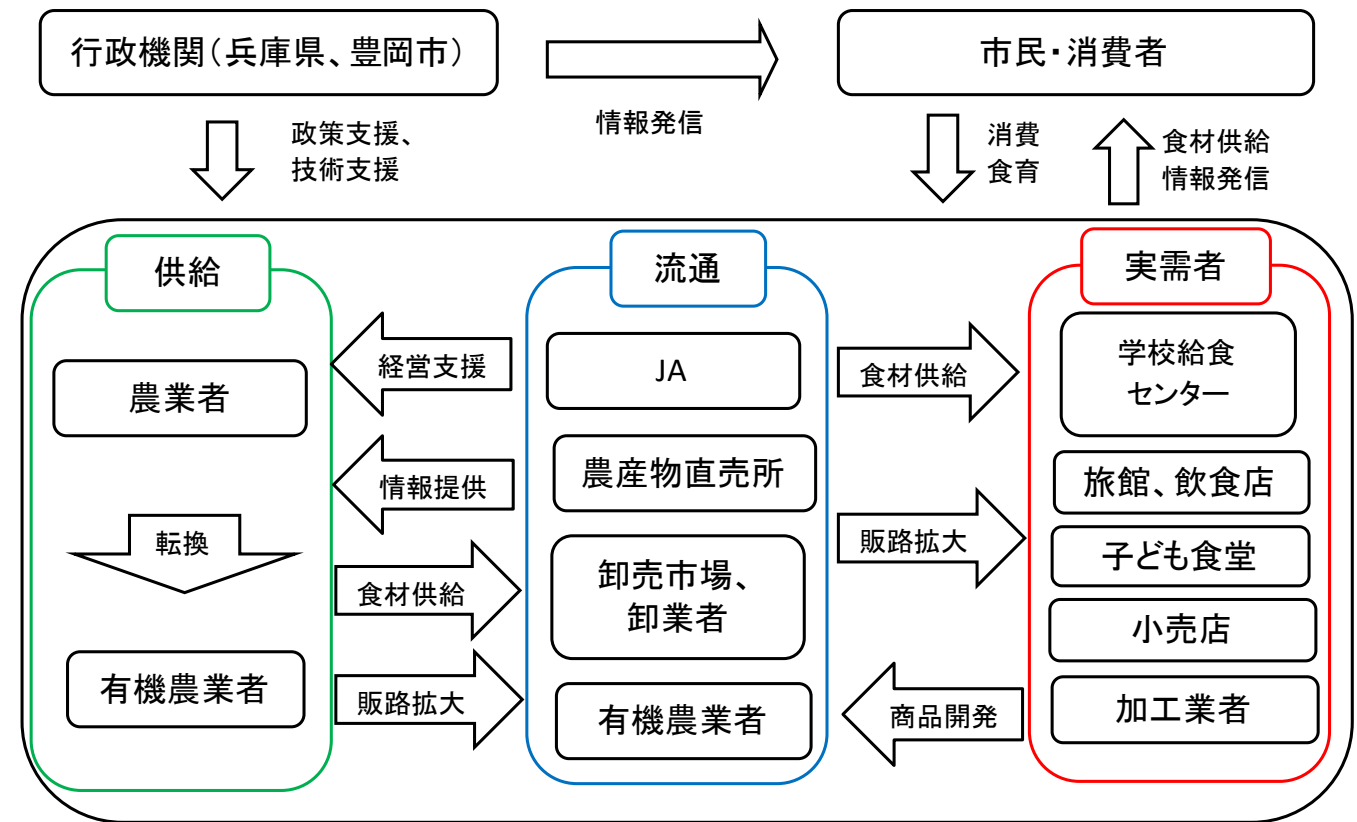 行政機関（兵庫県、豊岡市）
情報発信
市民・消費者
政策支援、
技術支援
消費
食育
食材供給
情報発信
供給
農業者
転換
有機農業者
経営支援
情報提供
食材供給
販路拡大
流通
JA
農産物直売所
卸売市場、
卸業者
有機農業者
食材供給
販路拡大
商品開発
実需者
学校給食
センター
旅館、飲食店
子ども食堂
小売店
加工業者